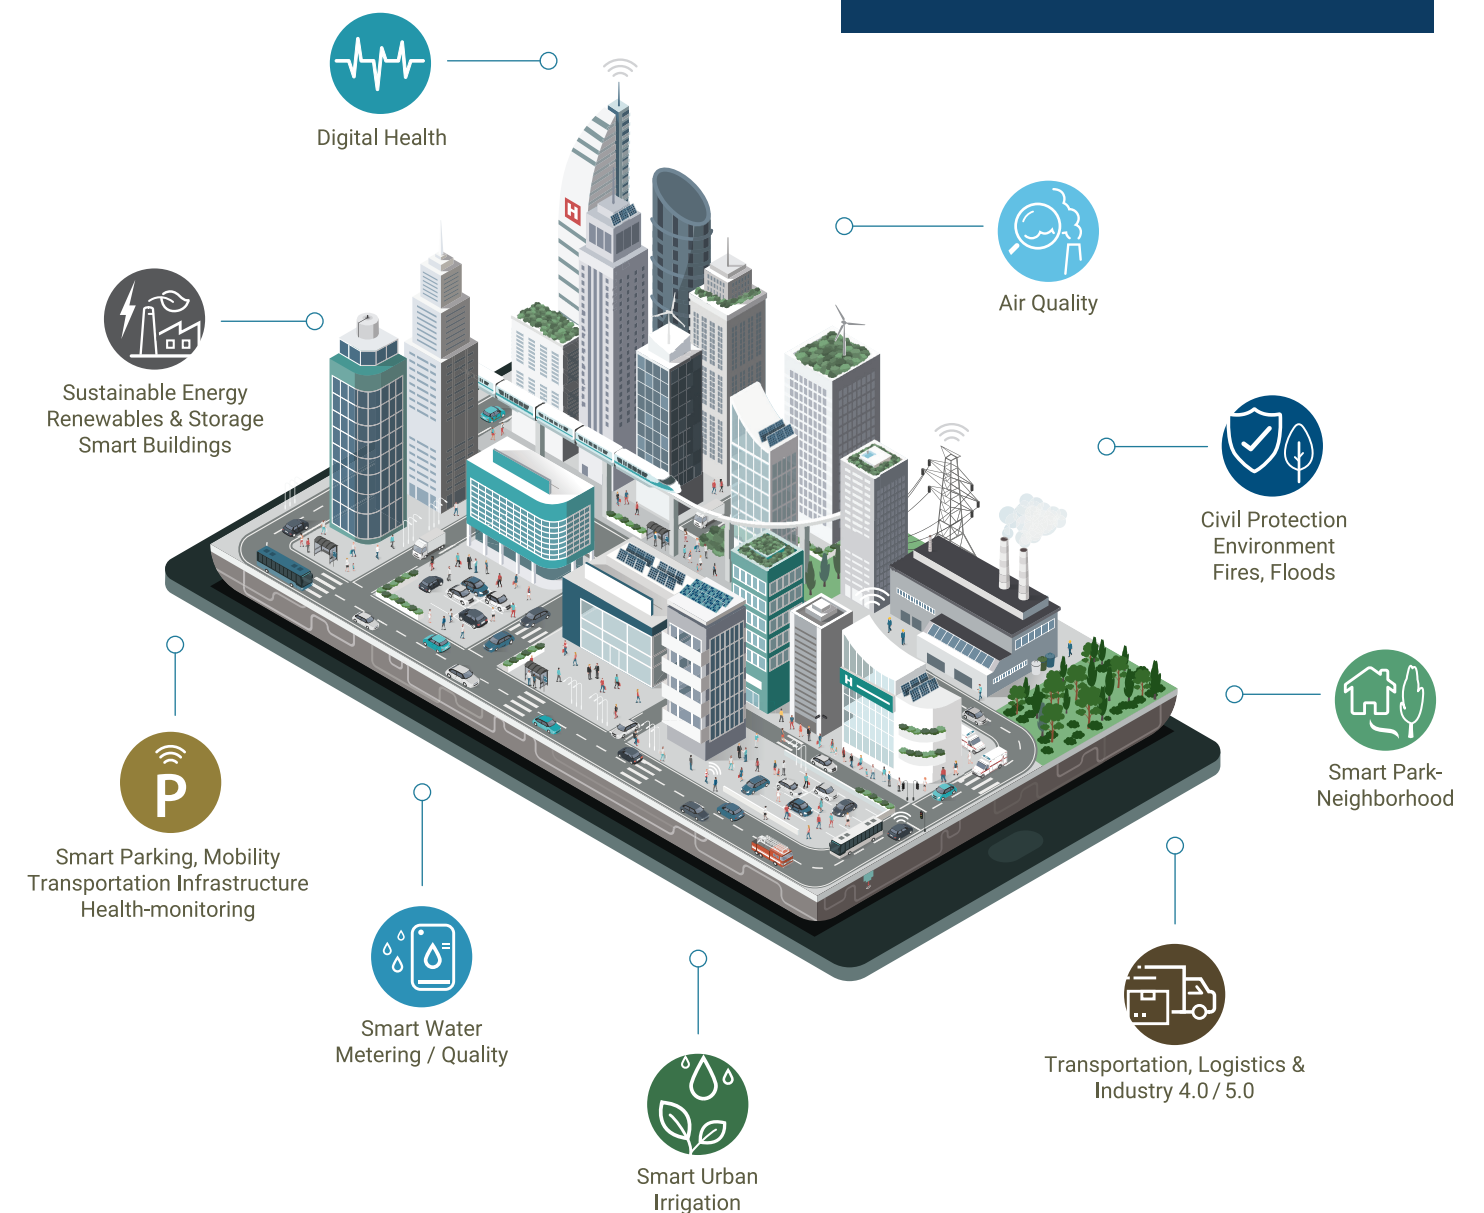 Digital Health
Air Quality
Sustainable Energy
Renewables & Storage
Smart Buildings
Civil Protection
Environment
Fires, Floods
Smart Park-
Neighborhood
P
Smart Parking, Mobility
Transportation Infrastructure
Health-monitoring
Smart Water
Metering / Quality
Transportation, Logistics &
Industry 4.0 / 5.0
Smart Urban
Irrigation
H
H